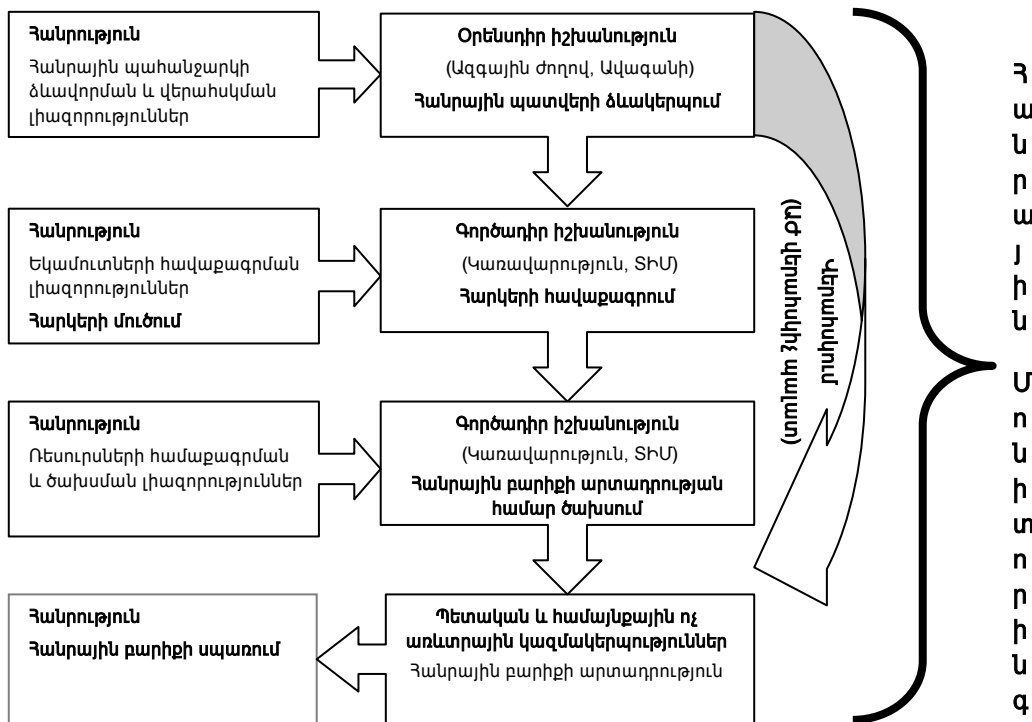 Հանրություն
Հանրային պահանջարկի
ձևավորման և վերահսկման
լիազորություններ
Օրենսդիր իշխանություն
(Ազգային ժողով, Ավագանի)
Հանրային պատվերի ձևակերպում
Հանրություն
Եկամուտների հավաքագրման
լիազորություններ
Հարկերի մուծում
Գործադիր իշխանություն
(Կառավարություն, ՏԻՄ)
Հարկերի հավաքագրում
Հանրություն
Ռեսուրսների համաքագրման
և ծախսման լիազորություններ
Գործադիր իշխանություն
(Կառավարություն, ՏԻՄ)
Հանրային բարիքի արտադրության
համար ծախսում
Հանրություն
Հանրային բարիքի սպառում
Պետական և համայնքային ոչ
առևտրային կազմակերպություններ
Հանրային բարիքի արտադրություն
Հանրային Մոնիտորինգ